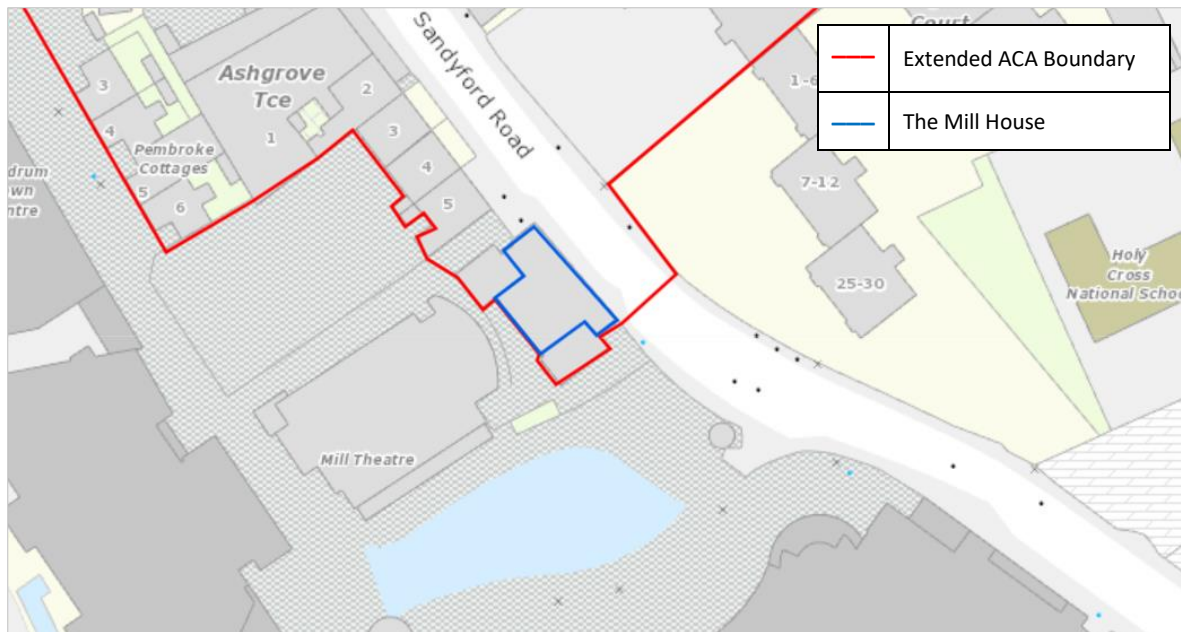 Court
Extended ACA Boundary
The Mill House
Sandyford Road
Ashgrove
Tce
1
2
3
4
5
3
4
5
6
Pembroke
Cottages
drum
wn
ntre
1-6
7-12
25-30
Holy
Cross
National Schoo
Mill Theatre